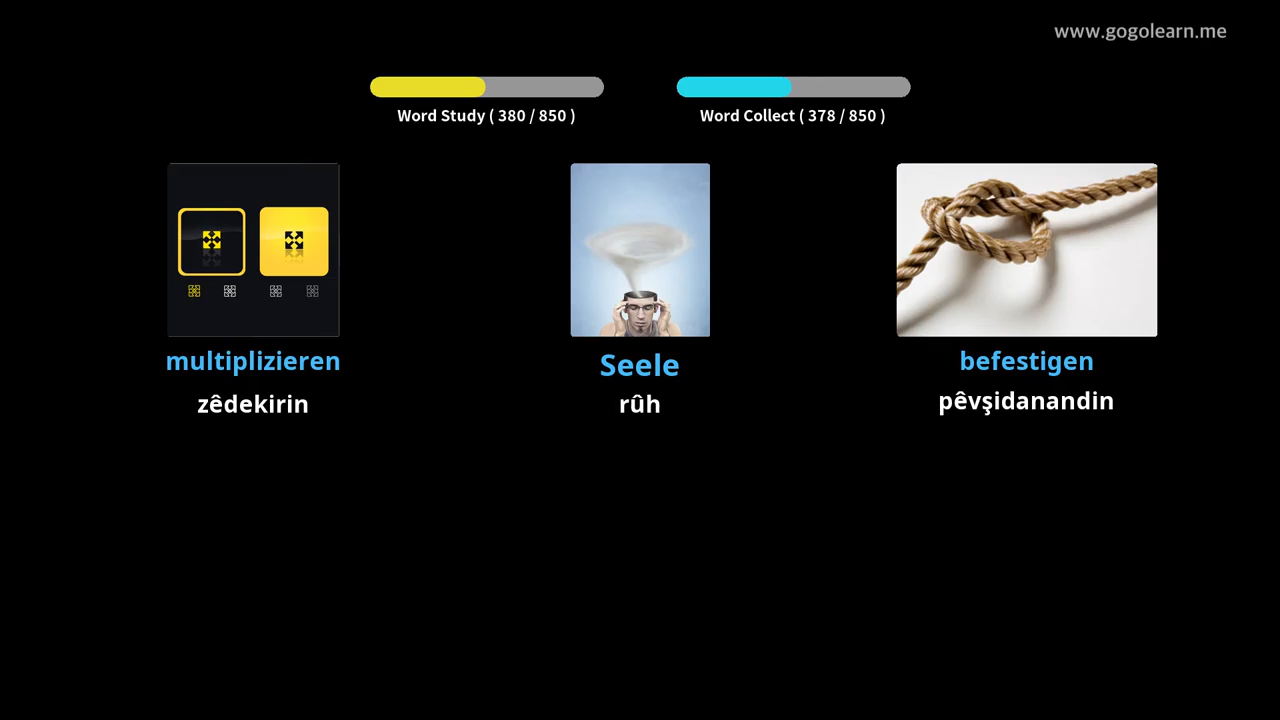 www.gogolearn.me
Word Study ( 380 / 850 )
Word Collect ( 378 / 850 )
multiplizieren
zêdekirin
Seele
rûh
befestigen
pêvşidanandin